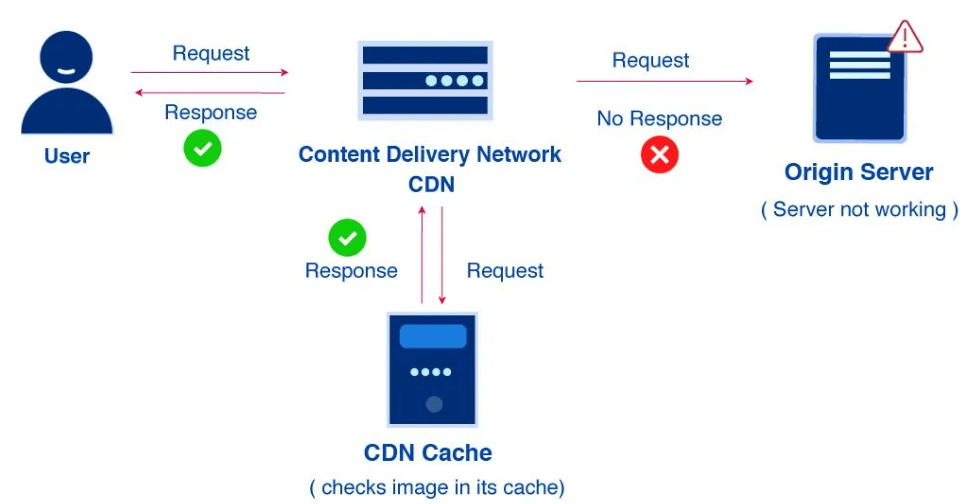 Request
Response
User
Content Delivery Network
CDN
Request
No Response
Origin Server
( Server not working )
Response
Request
CDN Cache
( checks image in its cache)